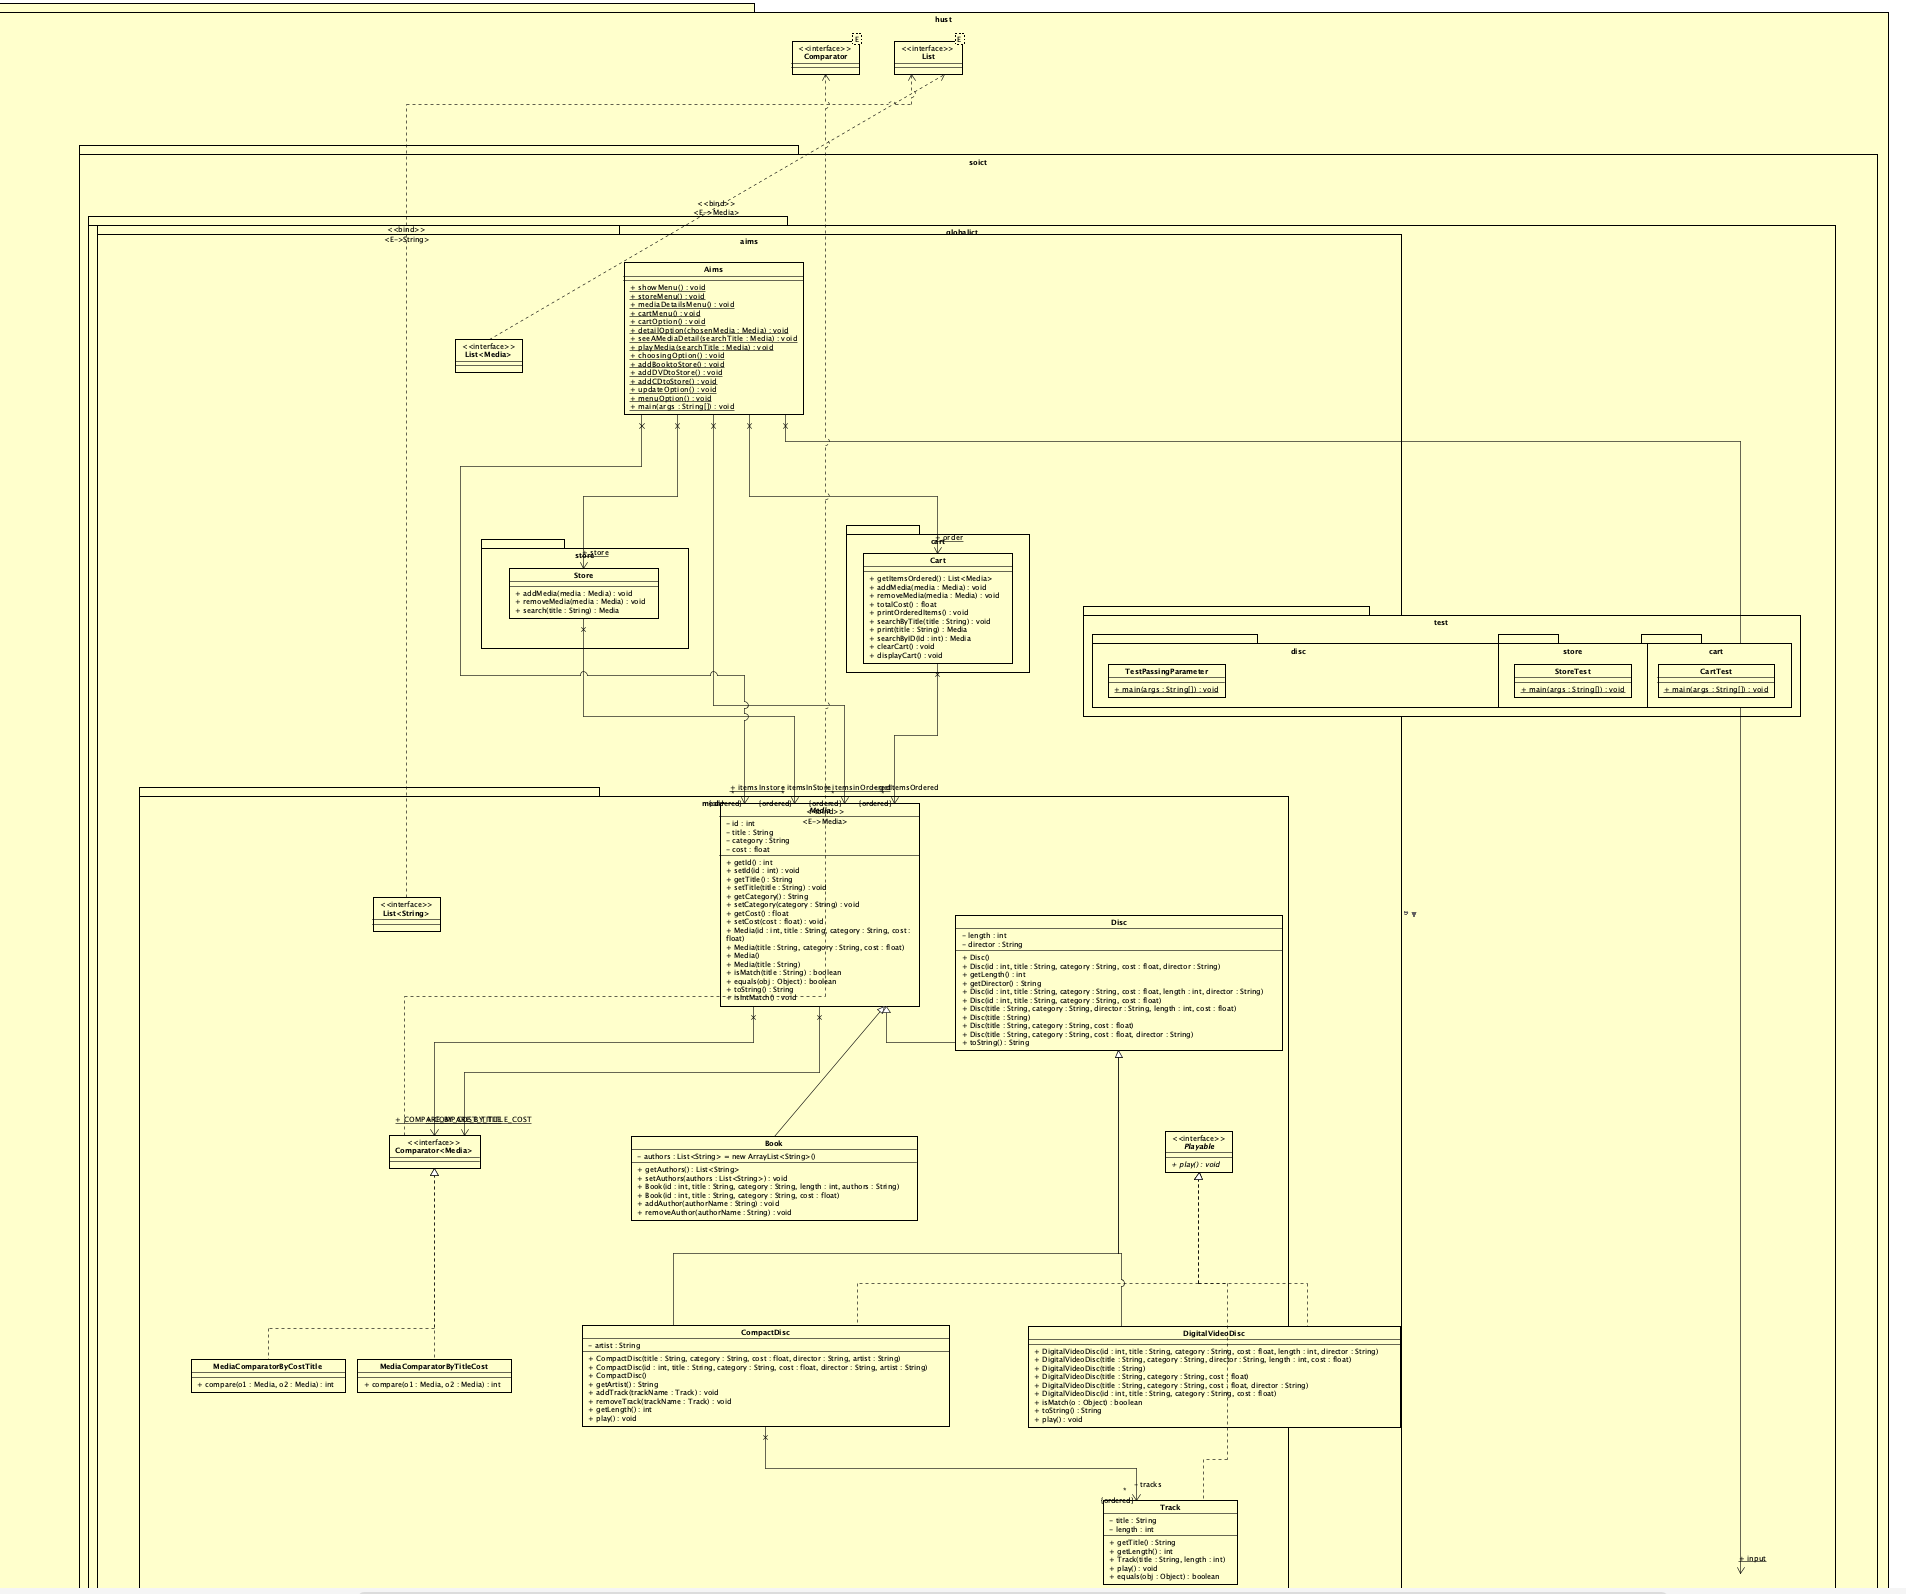 hust
E
E
<<interface>>
Comparator
<<interface>>
List
soict
<<bind>>
<E->Media>
<<bind>>
<E->String>
globalict
aims
Aims
+ showMenu() : void
+ storeMenu() : void
+ mediaDetailsMenu() : void
+ cartMenu() : void
+ cartOption() : void
+ detailOption(chosenMedia : Media) : void
+ seeAMediaDetail(searchTitle : Media) : void
+ playMedia(searchTitle : Media) : void
+ choosingOption() : void
+ addBooktoStore() : void
+ addDVDtoStore() : void
+ addCDtoStore() : void
+ updateOption() : void
+ menuOption() : void
+ main(args : String[]) : void
<<interface>>
List<Media>
store
+ store
Store
+ addMedia(media : Media) : void
+ removeMedia(media : Media) : void
+ search(title : String) : Media
cart
+ order
Cart
+ getItemsOrdered() : List<Media>
+ addMedia(media : Media) : void
+ removeMedia(media : Media) : void
+ totalCost() : float
+ printOrderedItems() : void
+ searchByTitle(title : String) : void
+ print(title : String) : Media
+ searchByID(id : int) : Media
+ clearCart() : void
+ displayCart() : void
test
disc
store
cart
TestPassingParameter
+ main(args : String[]) : void
StoreTest
+ main(args : String[]) : void
CartTest
+ main(args : String[]) : void
+ itemsInstore
itemsInStore
itemsinOrdered
itemsOrdered
{ordered}
{ordered}
{ordered}
{ordered}
Media
<<bind>>
<E->Media>
- id : int
- title : String
- category : String
- cost : float
+ getId() : int
+ setId(id : int) : void
+ getTitle() : String
+ setTitle(title : String) : void
+ getCategory() : String
+ setCategory(category : String) : void
+ getCost() : float
+ setCost(cost : float) : void
+ Media(id : int, title : String, category : String, cost :
float)
+ Media(title : String, category : String, cost : float)
+ Media()
+ Media(title : String)
+ isMatch(title : String) : boolean
+ equals(obj : Object) : boolean
+ toString() : String
+ isIntMatch() : void
<<interface>>
List<String>
Disc
- length : int
- director : String
+ Disc()
+ Disc(id : int, title : String, category : String, cost : float, director : String)
+ getLength() : int
+ getDirector() : String
+ Disc(id : int, title : String, category : String, cost : float, length : int, director : String)
+ Disc(id : int, title : String, category : String, cost : float)
+ Disc(title : String, category : String, director : String, length : int, cost : float)
+ Disc(title : String)
+ Disc(title : String, category : String, cost : float)
+ Disc(title : String, category : String, cost : float, director : String)
+ toString() : String
<<interface>>
Comparator<Media>
Book
- authors : List<String> = new ArrayList<String>()
+ getAuthors() : List<String>
+ setAuthors(authors : List<String>) : void
+ Book(id : int, title : String, category : String, length : int, authors : String)
+ Book(id : int, title : String, category : String, cost : float)
+ addAuthor(authorName : String) : void
+ removeAuthor(authorName : String) : void
<<interface>>
Playable
+ play() : void
MediaComparatorByCostTitle
+ compare(o1 : Media, o2 : Media) : int
MediaComparatorByTitleCost
+ compare(o1 : Media, o2 : Media) : int
CompactDisc
- artist : String
+ CompactDisc(title : String, category : String, cost : float, director : String, artist : String)
+ CompactDisc(id : int, title : String, category : String, cost : float, director : String, artist : String)
+ CompactDisc()
+ getArtist() : String
+ addTrack(trackName : Track) : void
+ removeTrack(trackName : Track) : void
+ getLength() : int
+ play() : void
DigitalVideoDisc
+ DigitalVideoDisc(id : int, title : String, category : String, cost : float, length : int, director : String)
+ DigitalVideoDisc(title : String, category : String, director : String, length : int, cost : float)
+ DigitalVideoDisc(title : String)
+ DigitalVideoDisc(title : String, category : String, cost : float)
+ DigitalVideoDisc(title : String, category : String, cost : float, director : String)
+ DigitalVideoDisc(id : int, title : String, category : String, cost : float)
+ isMatch(o : Object) : boolean
+ toString() : String
+ play() : void
- tracks
*
{ordered}
Track
- title : String
- length : int
+ getTitle() : String
+ getLength() : int
+ Track(title : String, length : int)
+ play() : void
+ equals(obj : Object) : boolean
+ input